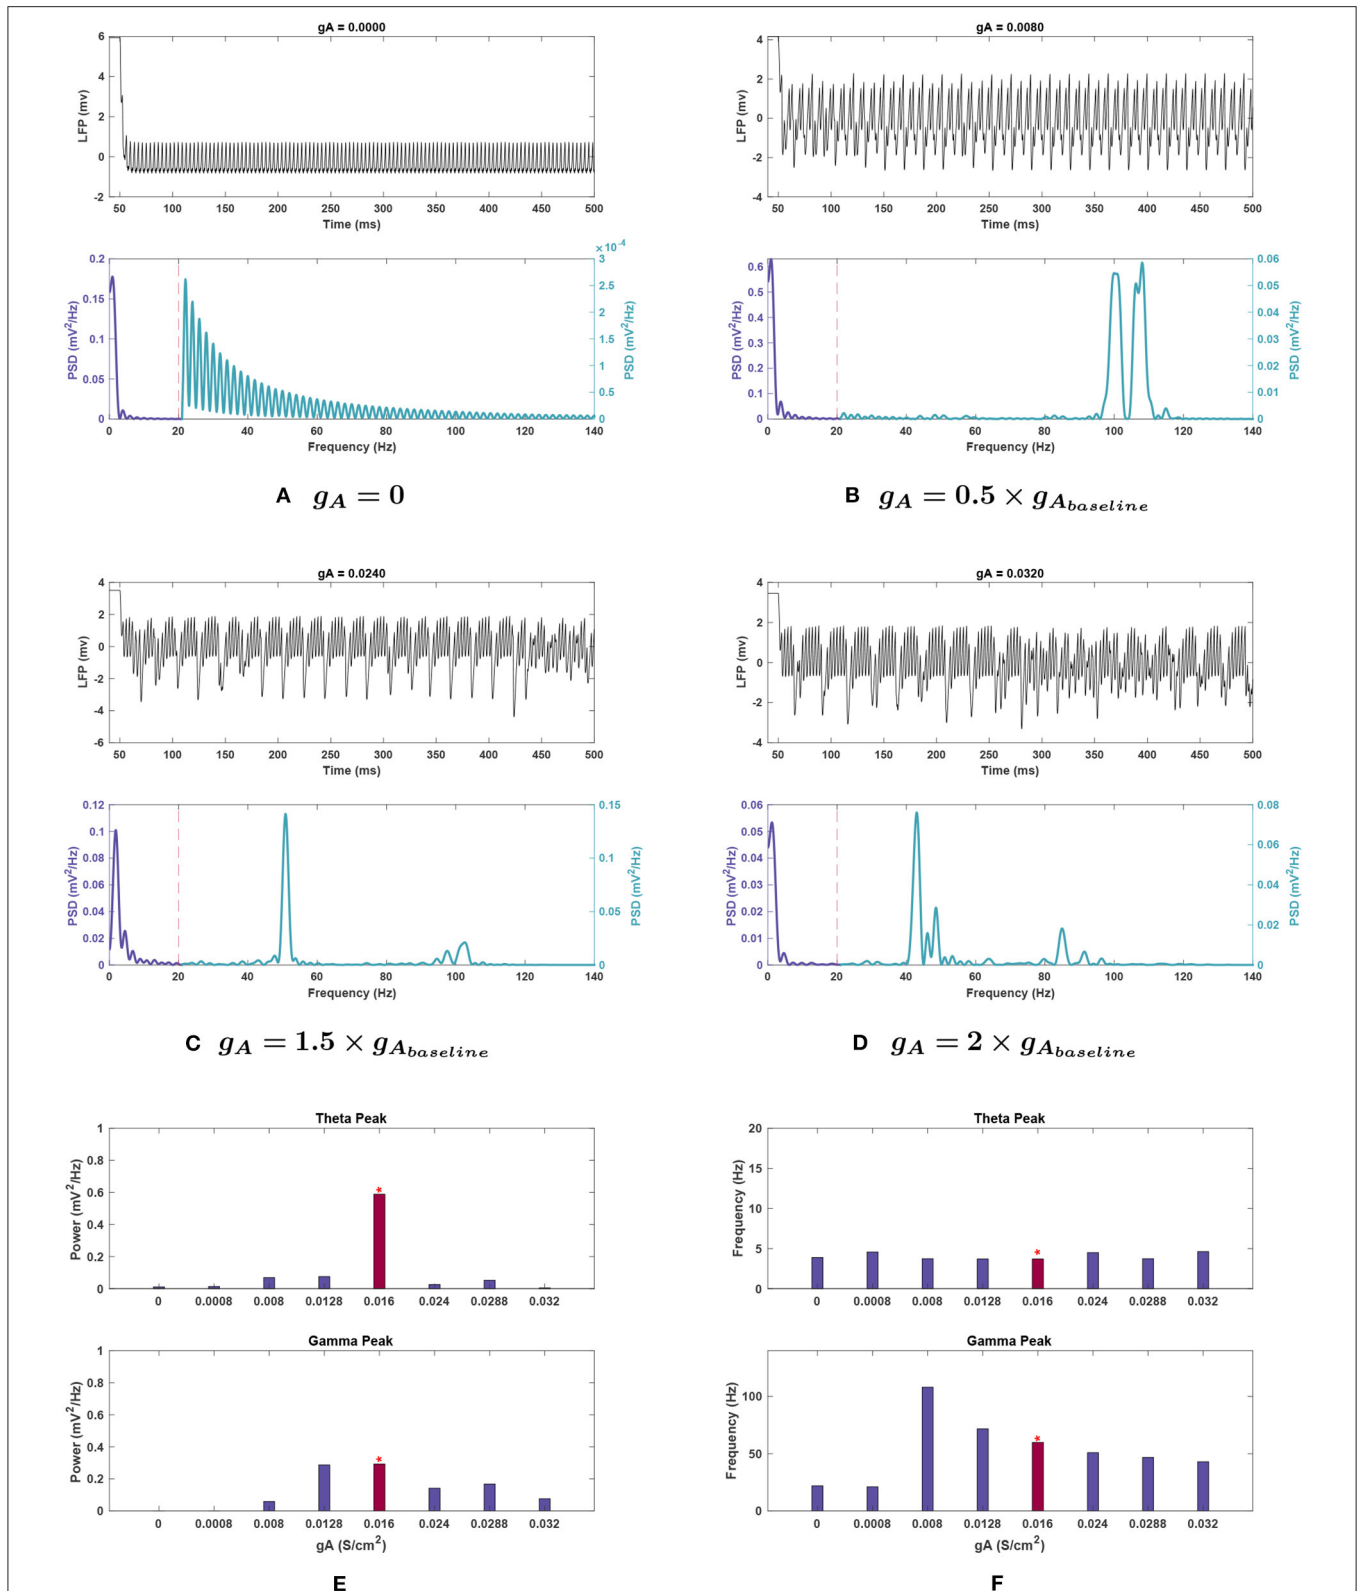 gA = 0.0000
6
4
2
0
-2
LFP (mv)
50 100 150 200 250 300 350 400 450 500
Time (ms)
×10⁻⁴
0.2
0.15
0.1
0.05
0
PSD (mV²/Hz)
3
2.5
2
1.5
1
0.5
0
PSD (mV²/Hz)
0 20 40 60 80 100 120 140
Frequency (Hz)
A g_A = 0
gA = 0.0080
4
2
0
-2
-4
LFP (mv)
50 100 150 200 250 300 350 400 450 500
Time (ms)
0.6
0.5
0.4
0.3
0.2
0.1
0
PSD (mV²/Hz)
0.06
0.05
0.04
0.03
0.02
0.01
0
PSD (mV²/Hz)
0 20 40 60 80 100 120 140
Frequency (Hz)
B g_A = 0.5 × g_A_baseline
gA = 0.0240
4
2
0
-2
-4
-6
LFP (mv)
50 100 150 200 250 300 350 400 450 500
Time (ms)
0.12
0.1
0.08
0.06
0.04
0.02
0
PSD (mV²/Hz)
0.15
0.1
0.05
0
PSD (mV²/Hz)
0 20 40 60 80 100 120 140
Frequency (Hz)
C g_A = 1.5 × g_A_baseline
gA = 0.0320
4
2
0
-2
-4
LFP (mv)
50 100 150 200 250 300 350 400 450 500
Time (ms)
0.06
0.05
0.04
0.03
0.02
0.01
0
PSD (mV²/Hz)
0.08
0.06
0.04
0.02
0
PSD (mV²/Hz)
0 20 40 60 80 100 120 140
Frequency (Hz)
D g_A = 2 × g_A_baseline
Theta Peak
1
0.8
0.6
0.4
0.2
0
Power (mV²/Hz)
*
0 0.0008 0.008 0.0128 0.016 0.024 0.0288 0.032
Gamma Peak
1
0.8
0.6
0.4
0.2
0
Power (mV²/Hz)
*
0 0.0008 0.008 0.0128 0.016 0.024 0.0288 0.032
gA (S/cm²)
E
Theta Peak
20
15
10
5
0
Frequency (Hz)
*
0 0.0008 0.008 0.0128 0.016 0.024 0.0288 0.032
Gamma Peak
100
50
0
Frequency (Hz)
*
0 0.0008 0.008 0.0128 0.016 0.024 0.0288 0.032
gA (S/cm²)
F